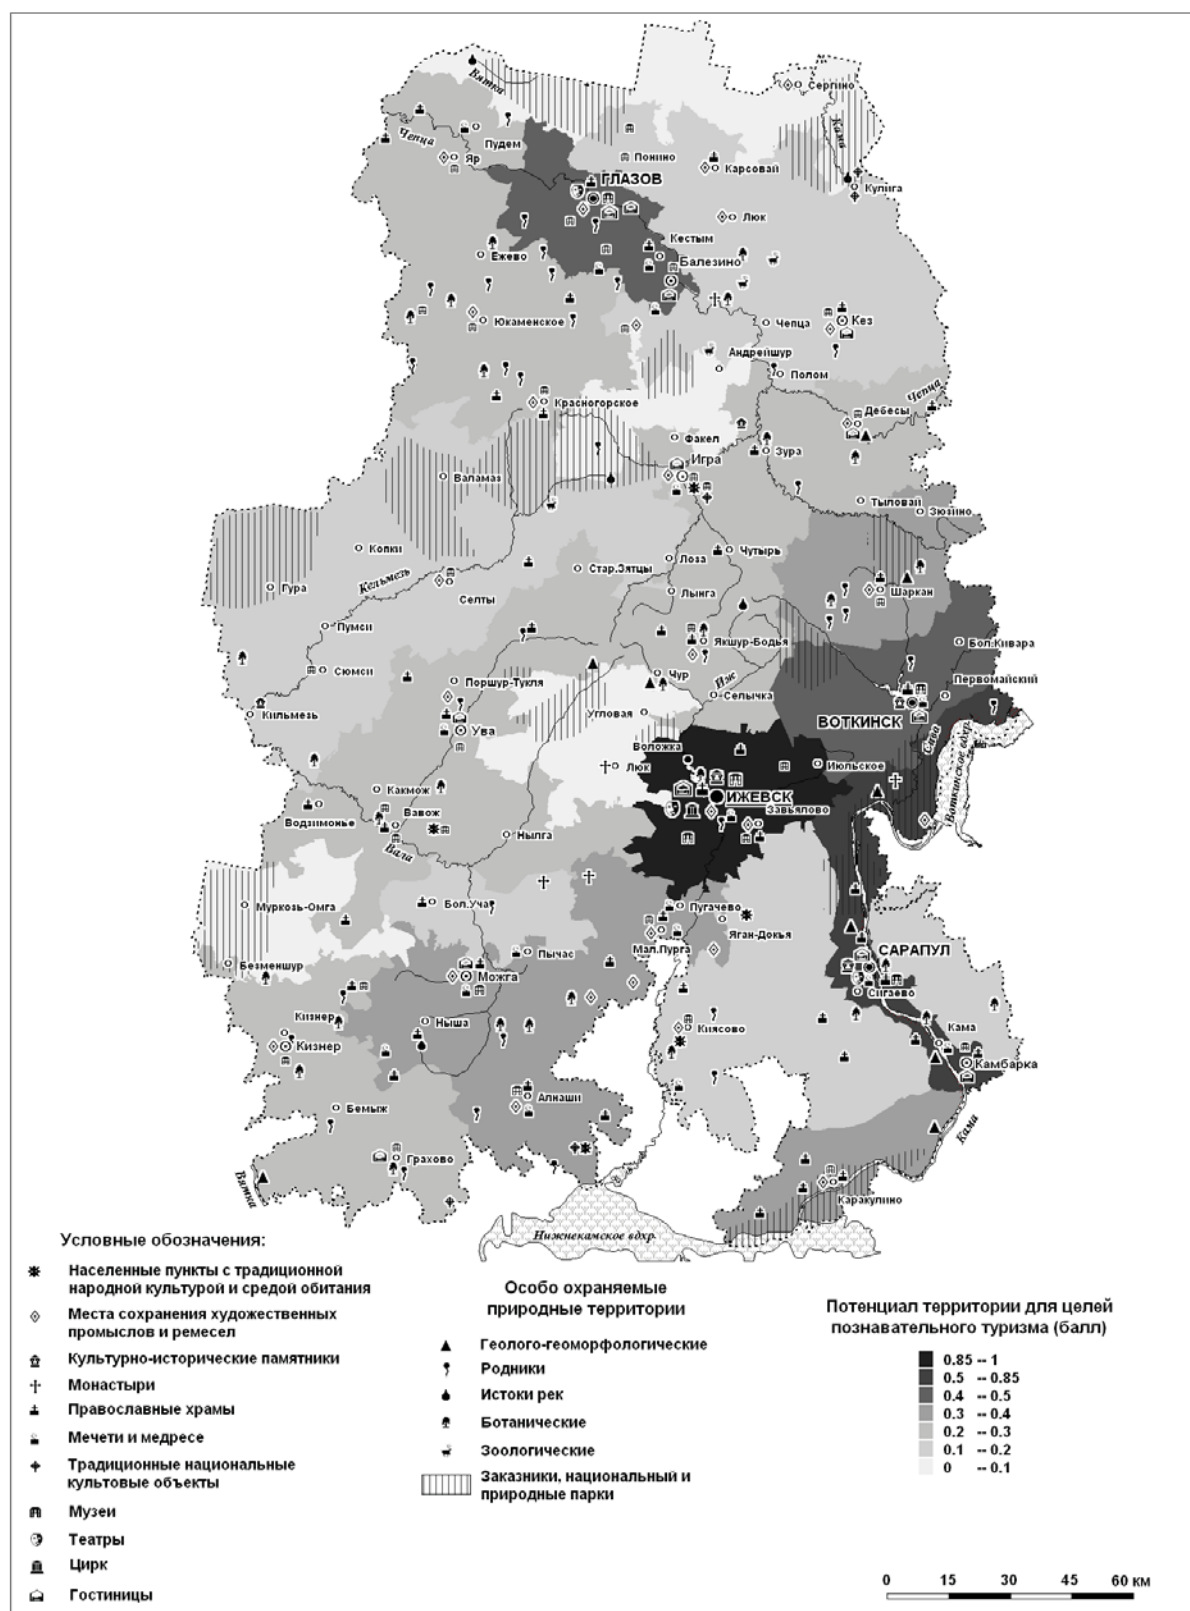 Вятка
Сергино
Кама
Чепца
Пудем
Яр
Понино
Карсовай
ГЛАЗОВ
Кулига
Люк
Кестым
Ежево
Балезино
Юкаменское
Чепца
Кез
Андрейшур
Полом
Чепца
Красногорское
Дебесы
Факел
Зура
Игра
Валамаз
Тыловай
Зюзино
Копки
Лоза
Чутырь
Стар.Зятцы
Кельмезь
Гура
Селты
Лынга
Шаркан
Пумси
Якшур-Бодья
Бол.Кивара
Сюмси
Чур
Иж
Поршур-Тукля
Селычка
Первомайский
Кильмезь
Угловая
ВОТКИНСК
Ува
Сива
Воткинское вдхр.
Воложка
Люк
Июльское
Какмож
ИЖЕВСК
Завьялово
Водзимонье
Вавож
Нылга
Вала
Муркозь-Омга
Бол.Уча
Пугачево
Яган-Докья
Мал.Пурга
САРАПУЛ
Пычас
Безменшур
Можга
Сигаево
Кизнер
Ныша
Киясово
Кама
Кизнер
Камбарка
Алнаши
Бемыж
Кама
Грахово
Вятка
Каракулино
Нижнекамское вдхр.
Условные обозначения:
Населенные пункты с традиционной
народной культурой и средой обитания
Места сохранения художественных
промыслов и ремесел
Культурно-исторические памятники
Монастыри
Православные храмы
Мечети и медресе
Традиционные национальные
культовые объекты
Музеи
Театры
Цирк
Гостиницы
Особо охраняемые
природные территории
Геолого-геоморфологические
Родники
Истоки рек
Ботанические
Зоологические
Заказники, национальный и
природные парки
Потенциал территории для целей
познавательного туризма (балл)
0.85 -- 1
0.5 -- 0.85
0.4 -- 0.5
0.3 -- 0.4
0.2 -- 0.3
0.1 -- 0.2
0 -- 0.1
0 15 30 45 60 км